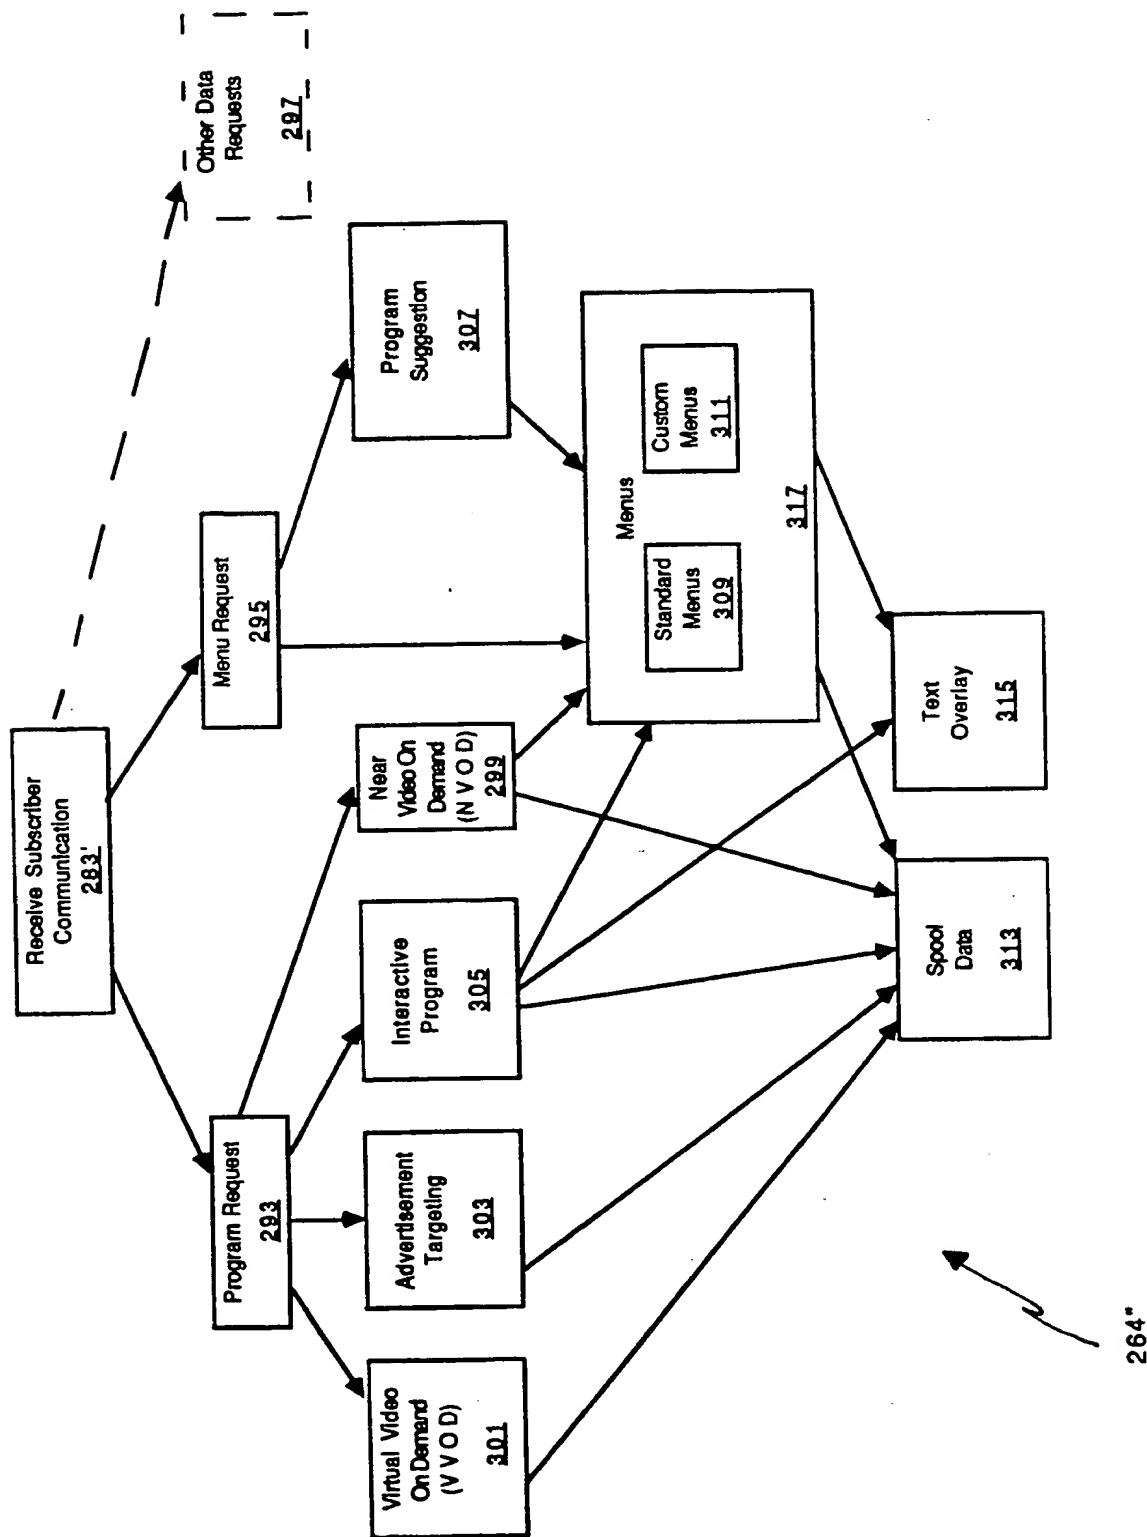 Receive Subscriber
Communication
283'
Other Data
Requests
297
Program Request
293
Menu Request
295
Virtual Video
On Demand
(V V O D)
301
Advertisement
Targeting
303
Interactive
Program
305
Near
Video On
Demand
(N V O D)
299
Program
Suggestion
307
Menus
Standard
Menus
309
Custom
Menus
311
317
Spool
Data
313
Text
Overlay
315
264"